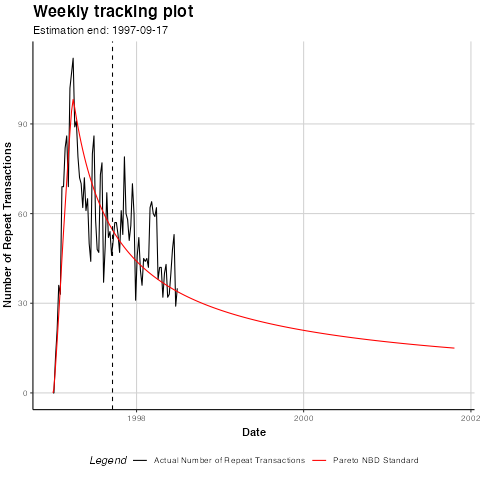 Weekly tracking plot
Estimation end: 1997-09-17
Number of Repeat Transactions
90
60
30
0
1998
2000
2002
Date
Legend
Actual Number of Repeat Transactions
Pareto NBD Standard